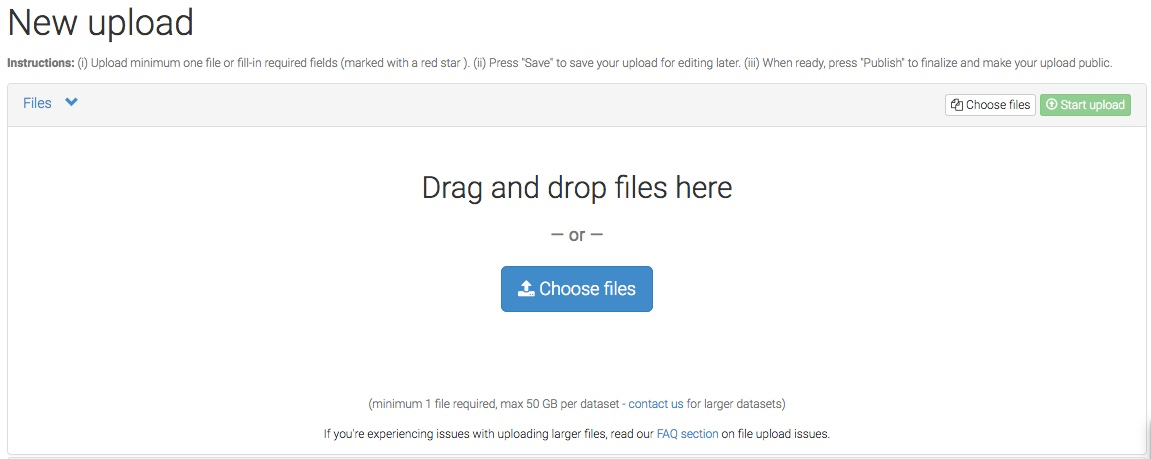 New upload
Instructions: (i) Upload minimum one file or fill-in required fields (marked with a red star ). (ii) Press "Save" to save your upload for editing later. (iii) When ready, press "Publish" to finalize and make your upload public.
Files
Choose files
Start upload
Drag and drop files here
— or —
Choose files
(minimum 1 file required, max 50 GB per dataset - contact us for larger datasets)
If you're experiencing issues with uploading larger files, read our FAQ section on file upload issues.